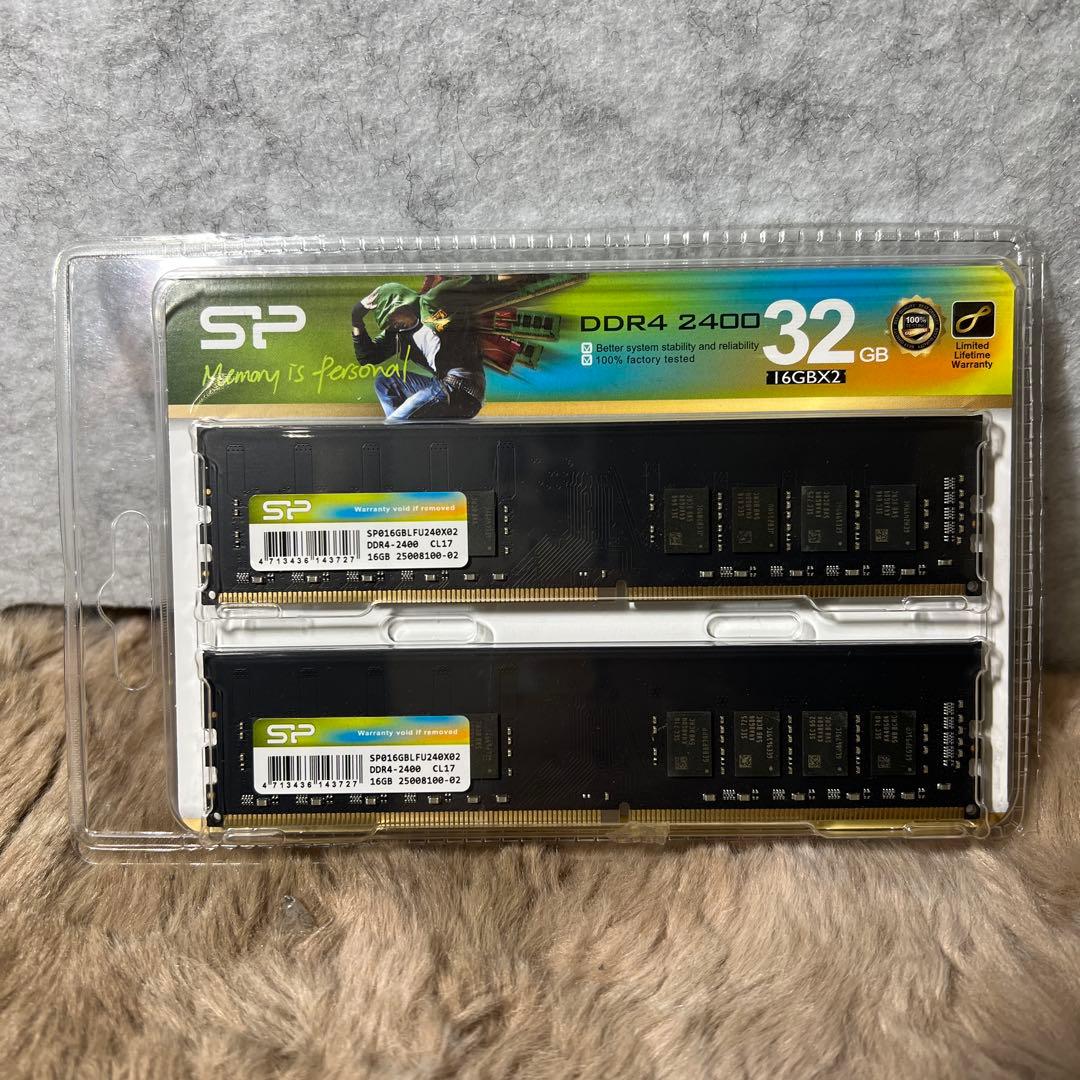 SP
Memory is Personal
DDR4 2400
Better system stability and reliability
100% factory tested
32 GB
16GBX2
100%
Limited
Lifetime
Warranty
SP
Warranty void if removed
SP016GBLFU240X02
DDR4-2400 CL17
16GB 25008100-02
4 713436 143727
SP
Warranty void if removed
SP016GBLFU240X02
DDR4-2400 CL17
16GB 25008100-02
4 713436 143727